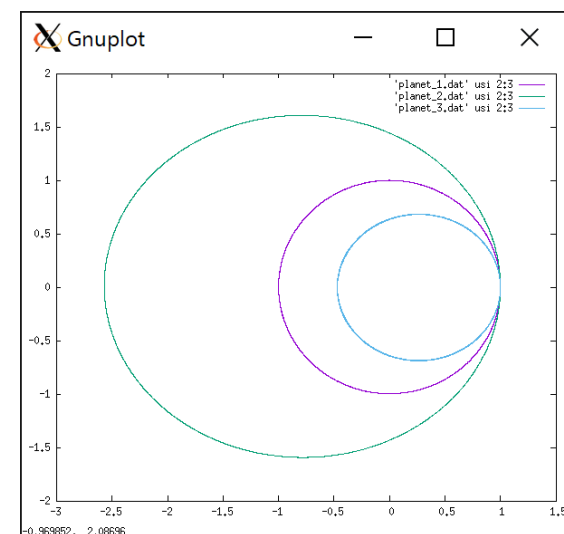 Gnuplot
'planet_1.dat' usi 2:3
'planet_2.dat' usi 2:3
'planet_3.dat' usi 2:3
2
1.5
1
0.5
0
-0.5
-1
-1.5
-2
-3 -2.5 -2 -1.5 -1 -0.5 0 0.5 1 1.5
-0.969852, 2.08696